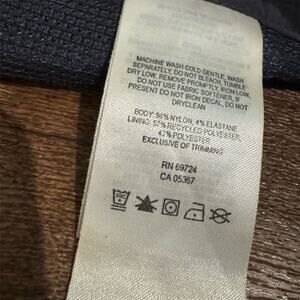 MACHINE WASH COLD GENTLE, WASH
SEPARATELY, DO NOT BLEACH, TUMBLE
DRY LOW, REMOVE PROMPTLY, IRON LOW,
DO NOT USE FABRIC SOFTENER, IF
PRESENT DO NOT IRON DECAL, DO NOT
DRYCLEAN
BODY: 96% NYLON, 4% ELASTANE
LINING: 57% RECYCLED POLYESTER,
43% POLYESTER
EXCLUSIVE OF TRIMMING
RN 69724
CA 05367